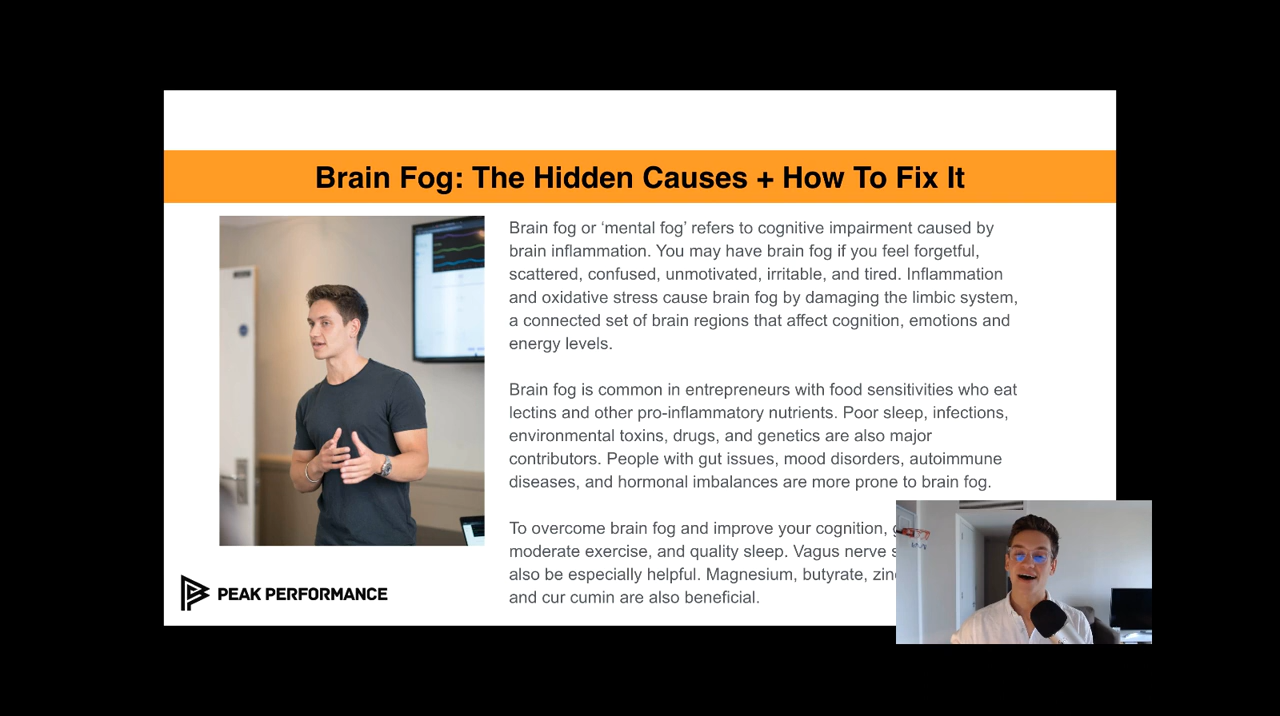 Brain Fog: The Hidden Causes + How To Fix It
Brain fog or ‘mental fog’ refers to cognitive impairment caused by
brain inflammation. You may have brain fog if you feel forgetful,
scattered, confused, unmotivated, irritable, and tired. Inflammation
and oxidative stress cause brain fog by damaging the limbic system,
a connected set of brain regions that affect cognition, emotions and
energy levels.
Brain fog is common in entrepreneurs with food sensitivities who eat
lectins and other pro-inflammatory nutrients. Poor sleep, infections,
environmental toxins, drugs, and genetics are also major
contributors. People with gut issues, mood disorders, autoimmune
diseases, and hormonal imbalances are more prone to brain fog.
To overcome brain fog and improve your cognition,
moderate exercise, and quality sleep. Vagus nerve
also be especially helpful. Magnesium, butyrate,
and cur cumin are also beneficial.
PEAK PERFORMANCE